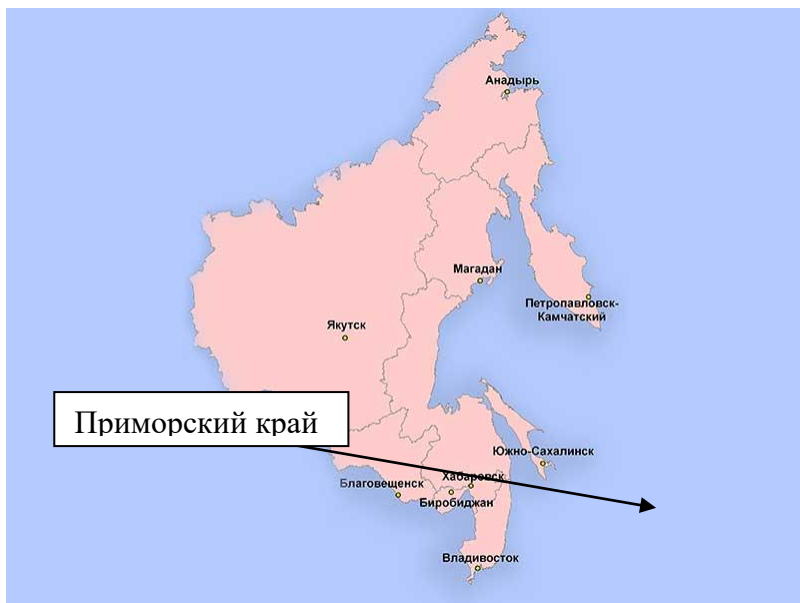 Анадырь
Магадан
Петропавловск-
Камчатский
Якутск
Приморский край
Южно-Сахалинск
Хабаровск
Благовещенск
Биробиджан
Владивосток